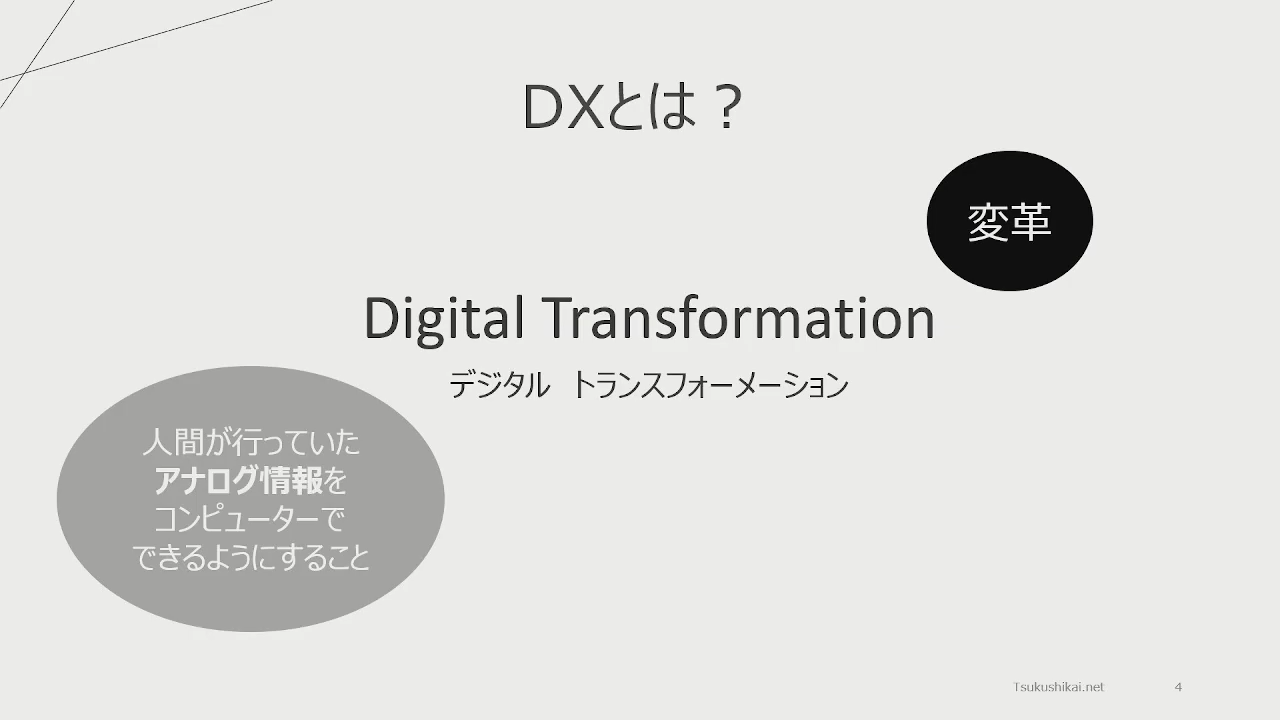 DXとは？
変革
Digital Transformation
デジタル　トランスフォーメーション
人間が行っていた
アナログ情報を
コンピューターで
できるようにすること
Tsukushikai.net
4